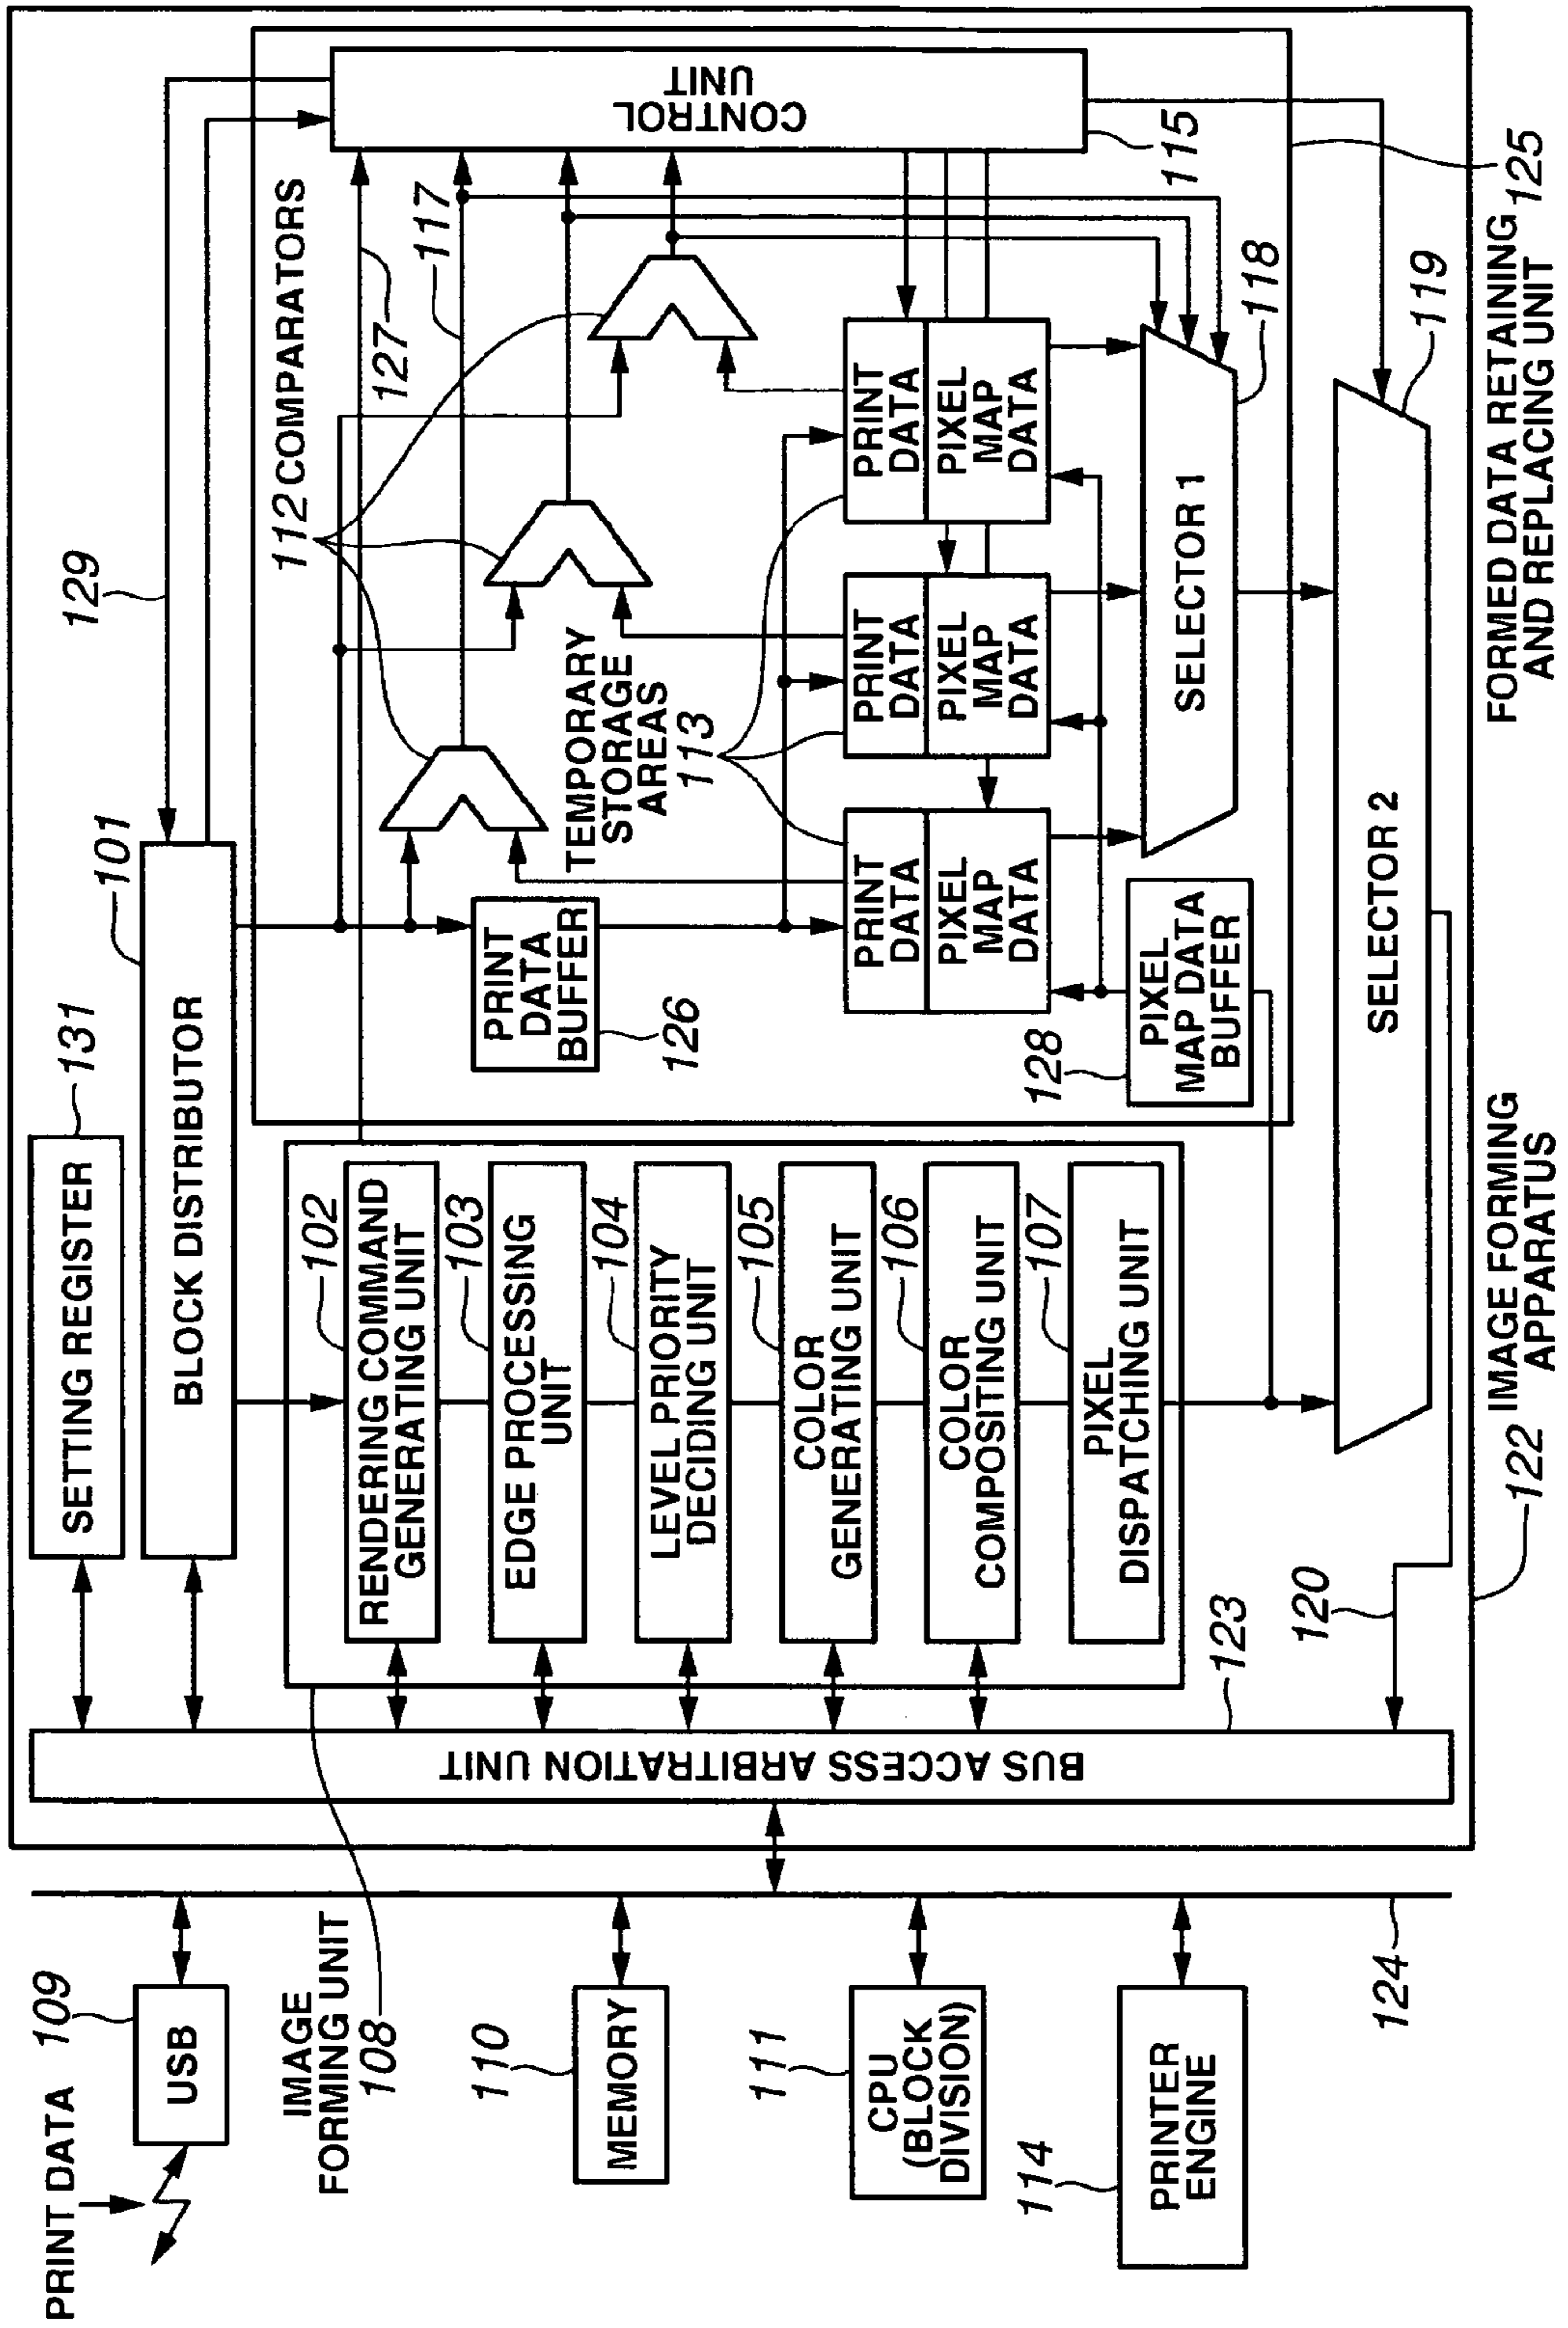 PRINT DATA
109
USB
IMAGE
FORMING UNIT
108
110
MEMORY
111
CPU
(BLOCK
DIVISION)
114
PRINTER
ENGINE
124
BUS ACCESS ARBITRATION UNIT
123
120
122
IMAGE FORMING
APPARATUS
SETTING REGISTER
131
BLOCK DISTRIBUTOR
101
129
RENDERING COMMAND
GENERATING UNIT
102
EDGE PROCESSING
UNIT
103
LEVEL PRIORITY
DECIDING UNIT
104
COLOR
GENERATING UNIT
105
COLOR
COMPOSITING UNIT
106
PIXEL
DISPATCHING UNIT
107
PRINT
DATA
BUFFER
126
112 COMPARATORS
127
117
TEMPORARY
STORAGE
AREAS
113
PRINT
DATA
PIXEL
MAP
DATA
PRINT
DATA
PIXEL
MAP
DATA
PRINT
DATA
PIXEL
MAP
DATA
128
PIXEL
MAP DATA
BUFFER
SELECTOR 1
118
SELECTOR 2
119
CONTROL
UNIT
115
FORMED DATA RETAINING
AND REPLACING UNIT
125